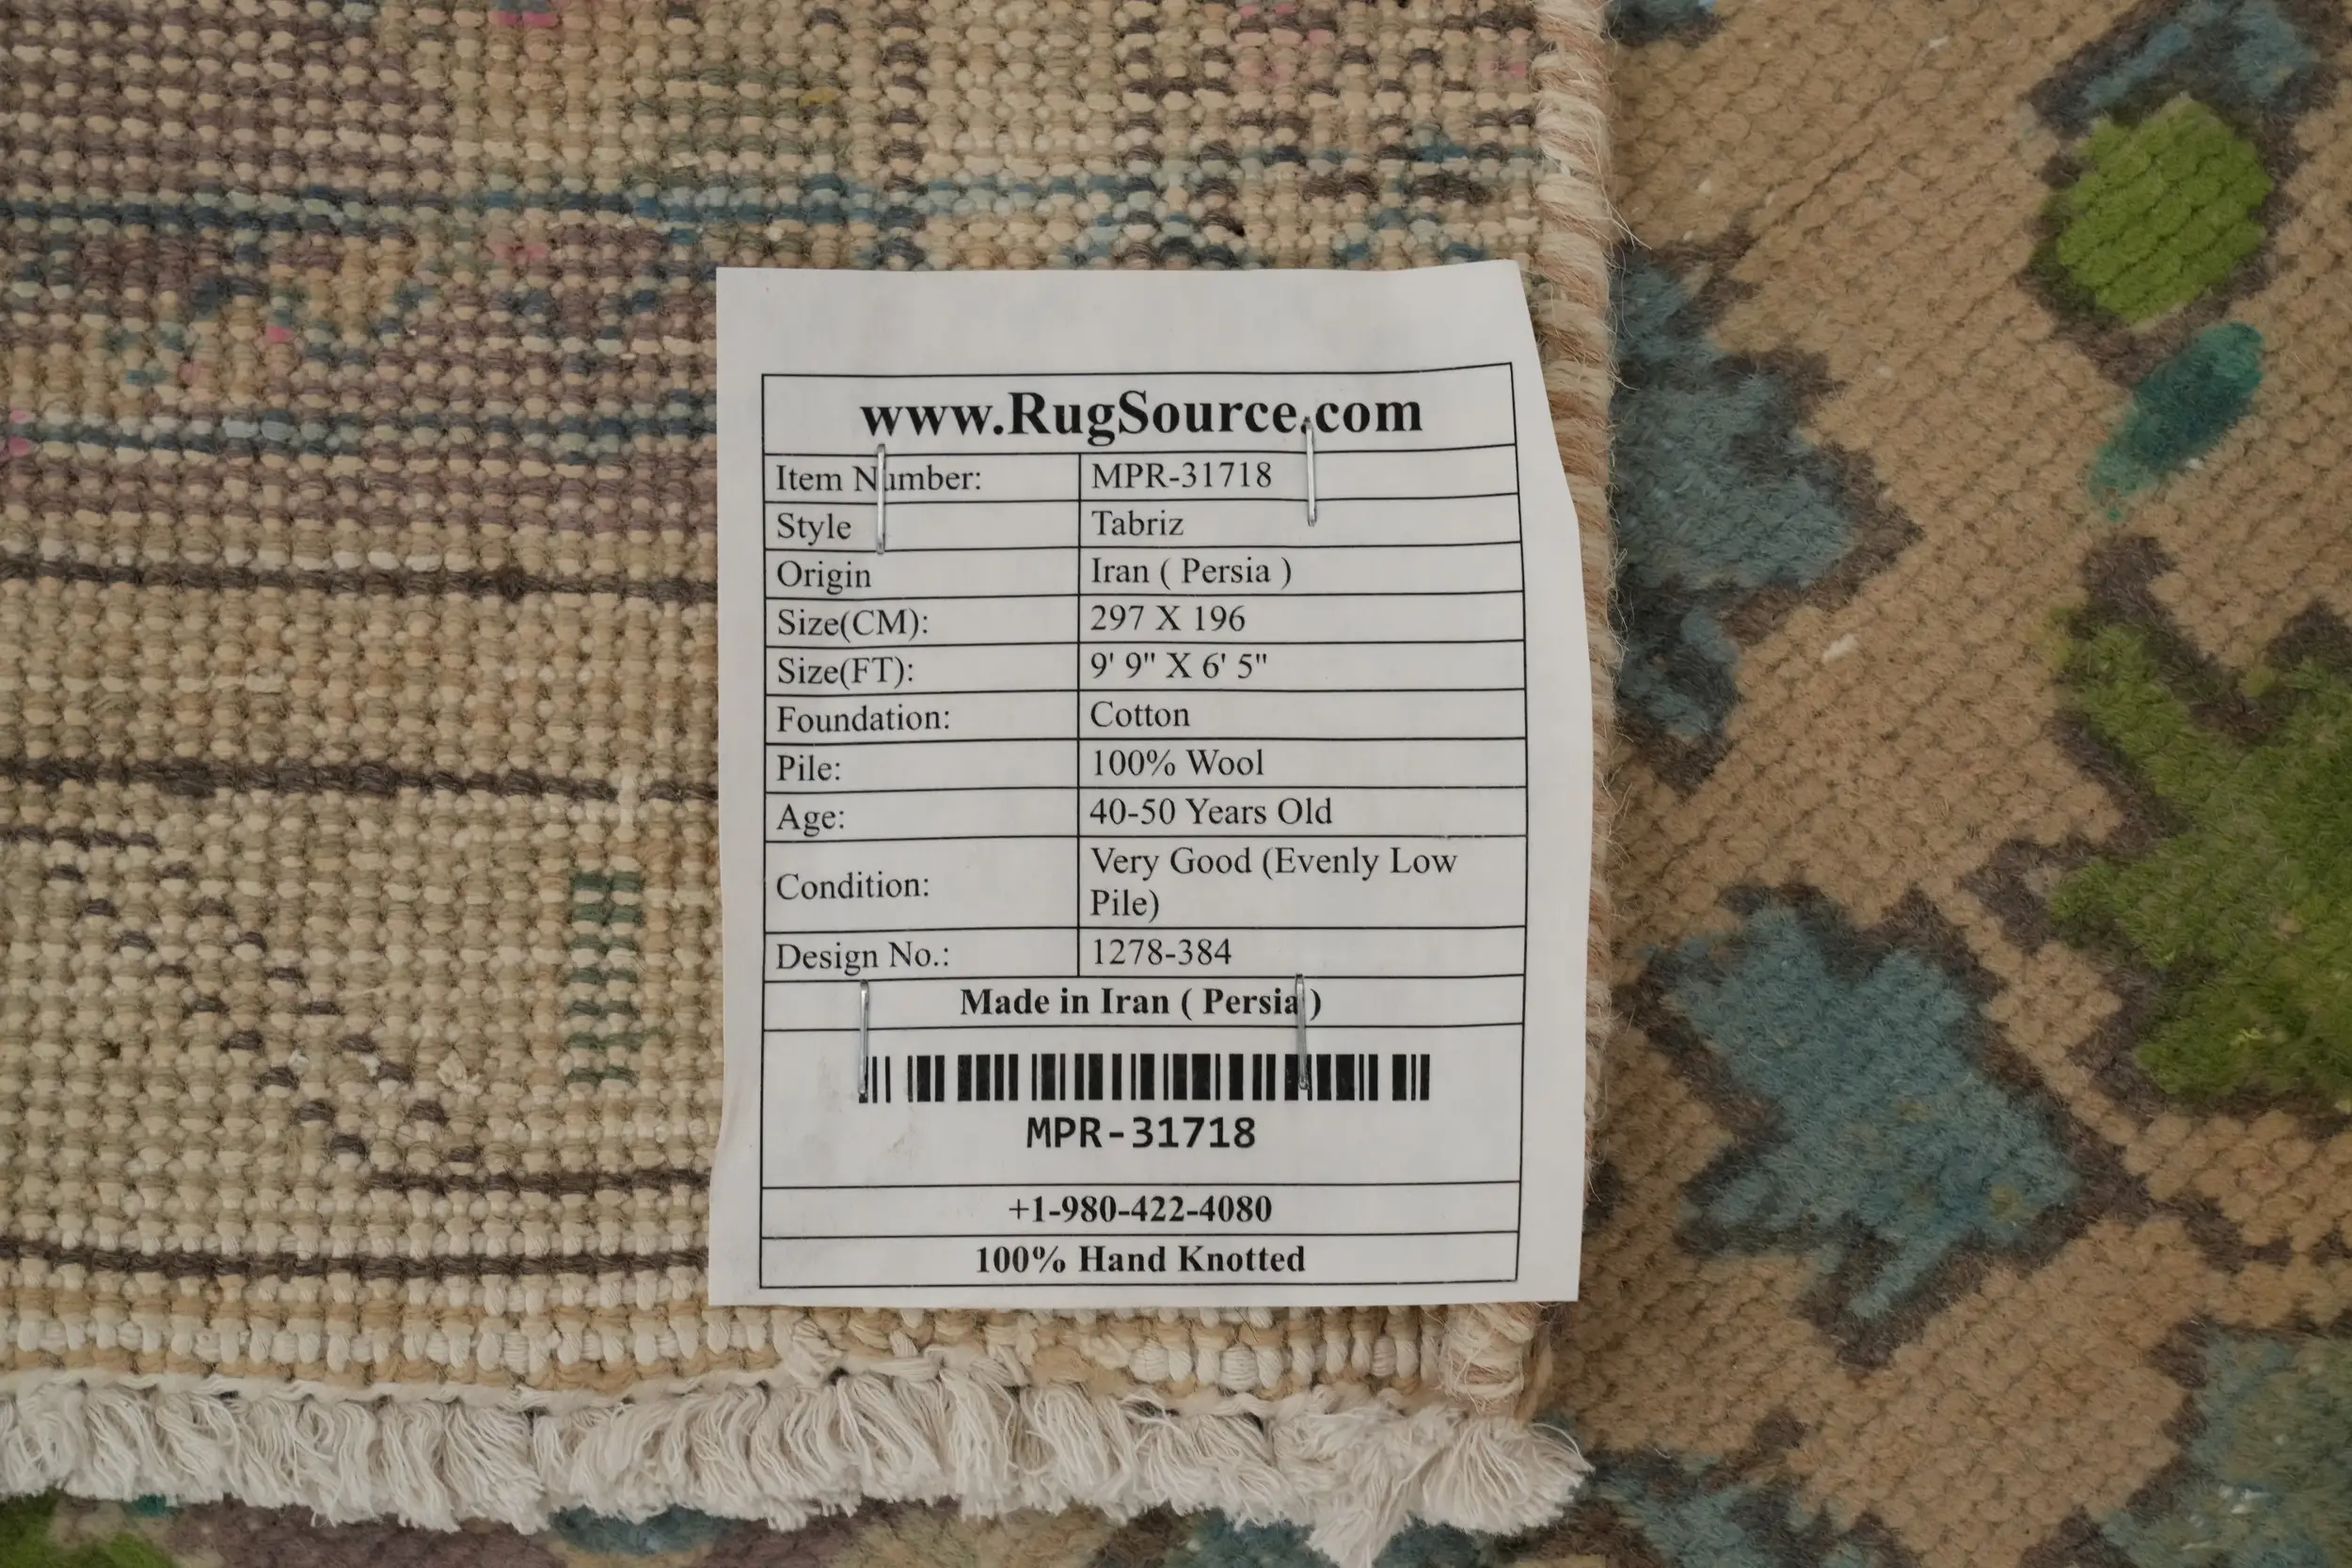 www.RugSource.com
Item Number: MPR-31718
Style Tabriz
Origin Iran ( Persia )
Size(CM): 297 X 196
Size(FT): 9' 9" X 6' 5"
Foundation: Cotton
Pile: 100% Wool
Age: 40-50 Years Old
Condition: Very Good (Evenly Low
Pile)
Design No.: 1278-384
Made in Iran ( Persia )
MPR-31718
+1-980-422-4080
100% Hand Knotted